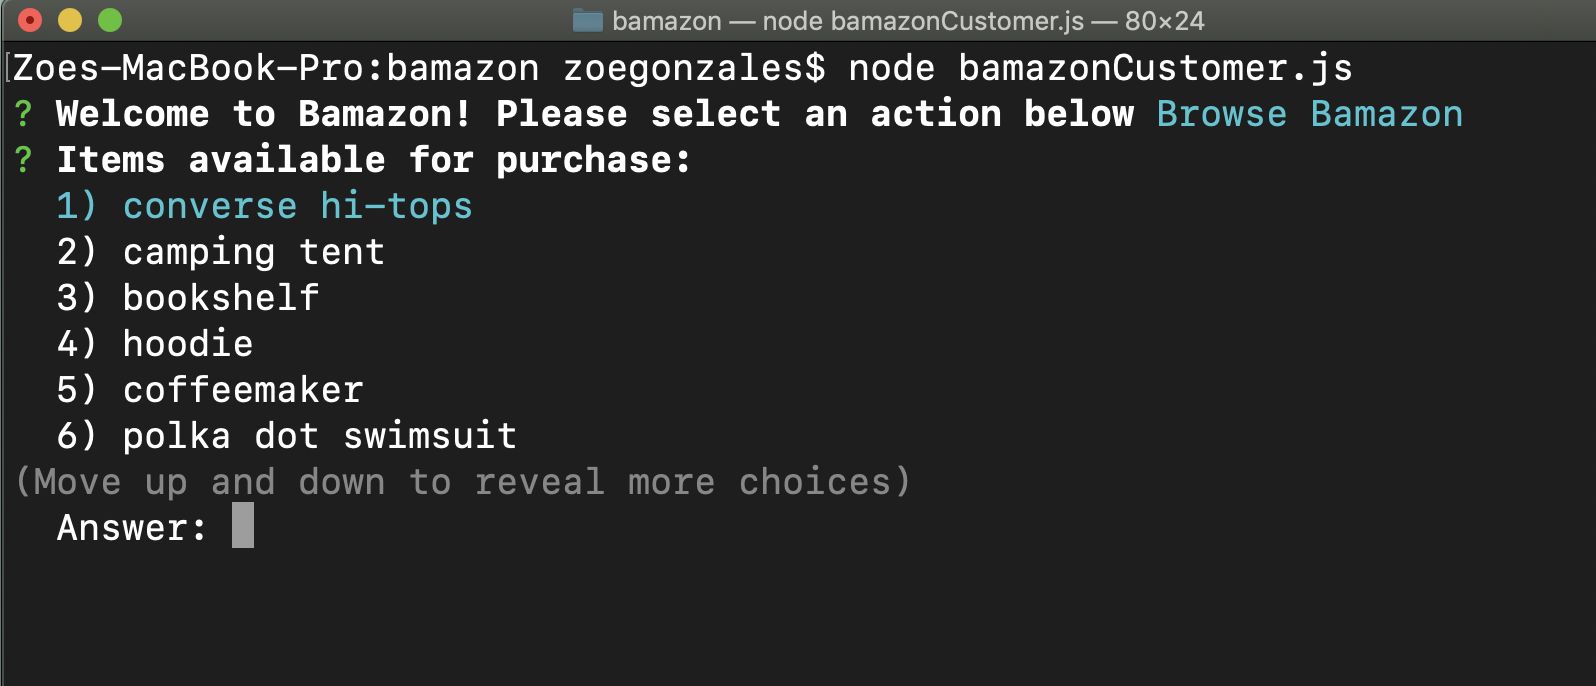 bamazon — node bamazonCustomer.js — 80×24
[Zoes-MacBook-Pro:bamazon zoegonzales$ node bamazonCustomer.js
? Welcome to Bamazon! Please select an action below Browse Bamazon
? Items available for purchase:
1) converse hi-tops
2) camping tent
3) bookshelf
4) hoodie
5) coffeemaker
6) polka dot swimsuit
(Move up and down to reveal more choices)
Answer: